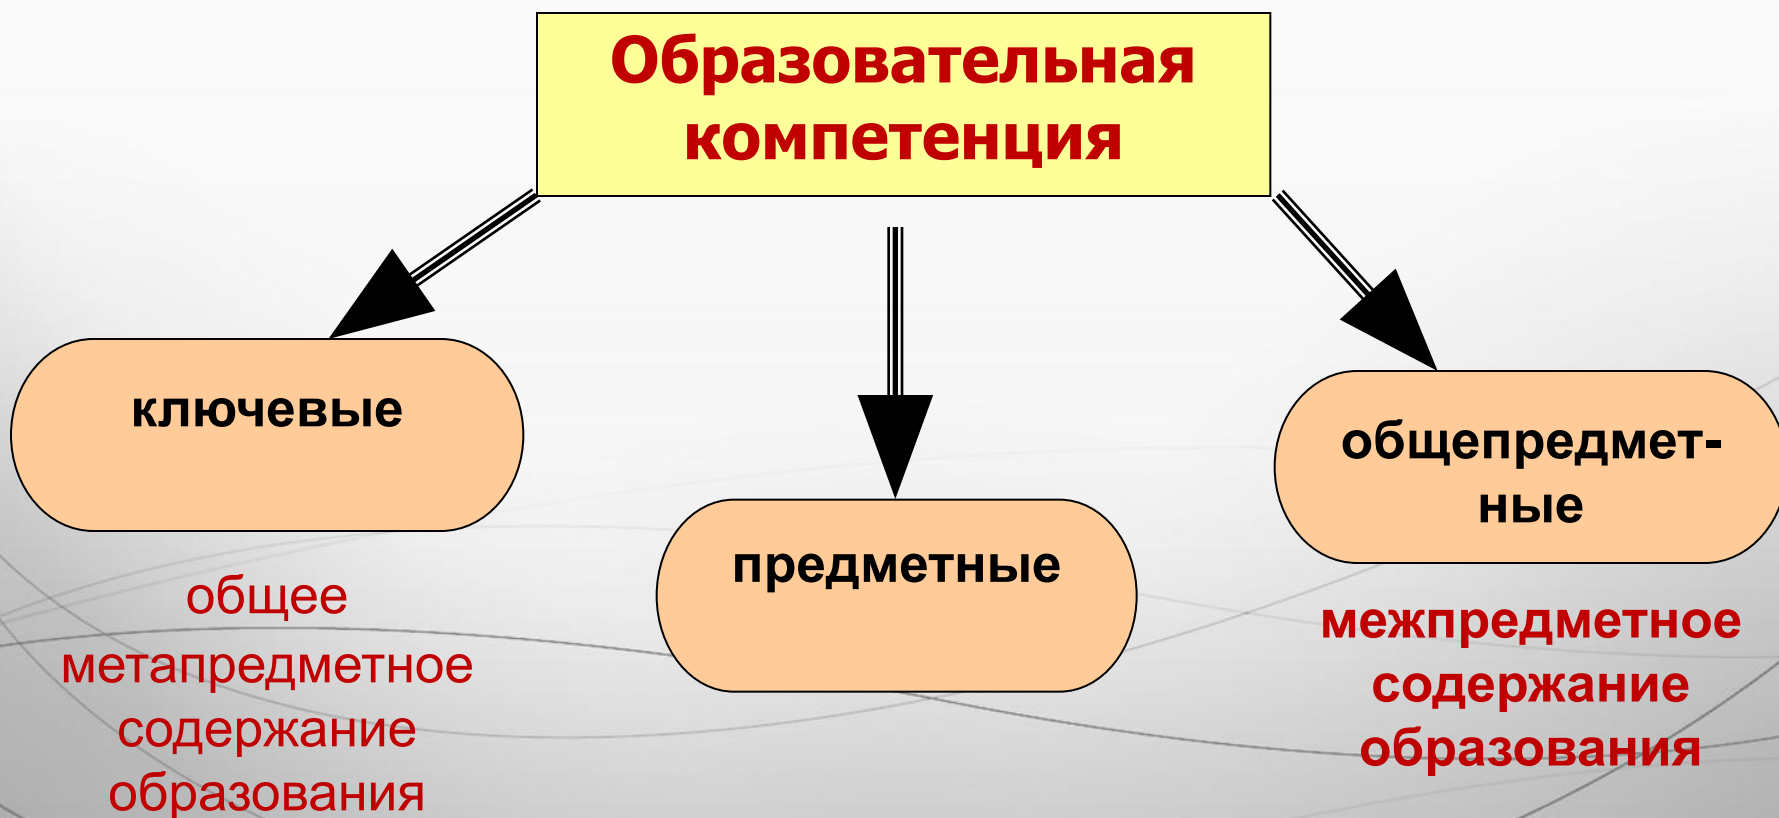 Образовательная
компетенция
ключевые
общее
метапредметное
содержание
образования
предметные
общепредмет-
ные
межпредметное
содержание
образования